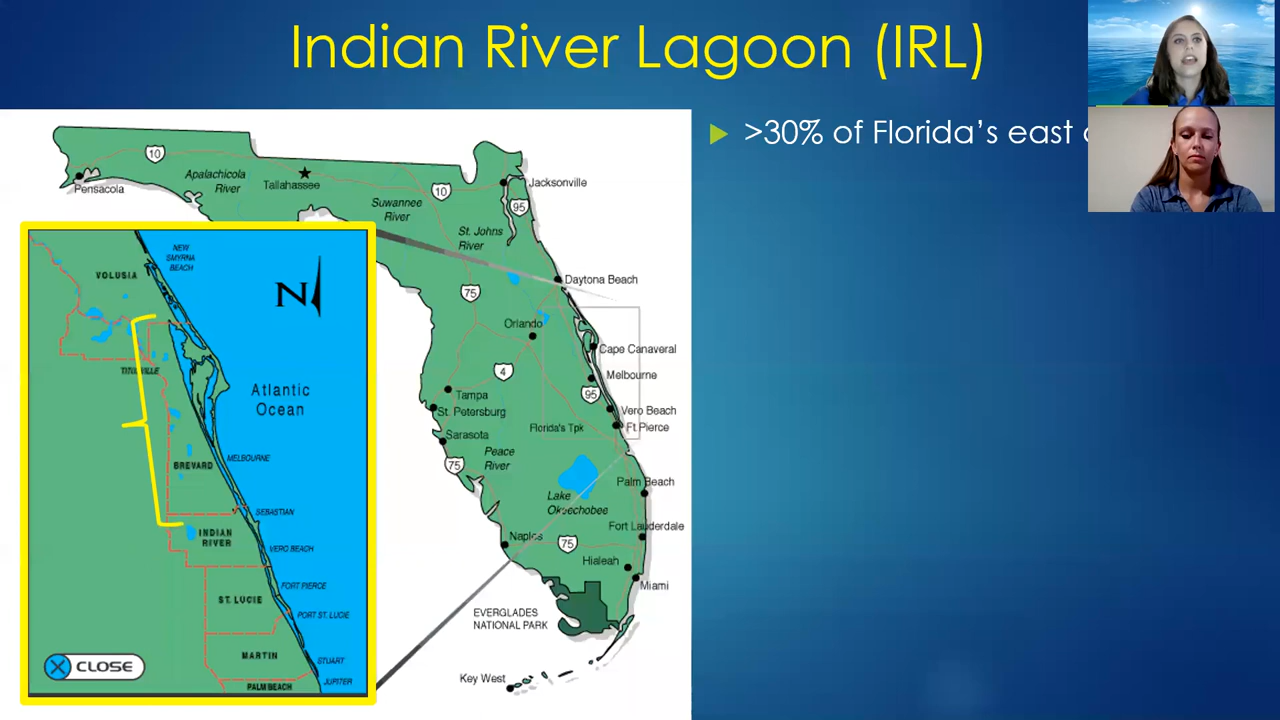 Indian River Lagoon (IRL)
>30% of Florida's east
10
Pensacola
Apalachicola
River
Tallahassee
10
Suwannee
River
Jacksonville
95
St. Johns
River
Daytona Beach
75
Orlando
Cape Canaveral
4
Melbourne
95
Tampa
St. Petersburg
Vero Beach
Florida's Tpk
Ft Pierce
Sarasota
75
Peace
River
Lake
Okeechobee
Palm Beach
Fort Lauderdale
Naples
75
Hialeah
Miami
EVERGLADES
NATIONAL PARK
Key West
NEW
SMYRNA
BEACH
VOLUSIA
N
TITUSVILLE
Atlantic
Ocean
BREVARD
MELBOURNE
SEBASTIAN
INDIAN
RIVER
VERO BEACH
FORT PIERCE
ST. LUCIE
PORT ST. LUCIE
MARTIN
STUART
JUPITER
PALM BEACH
CLOSE